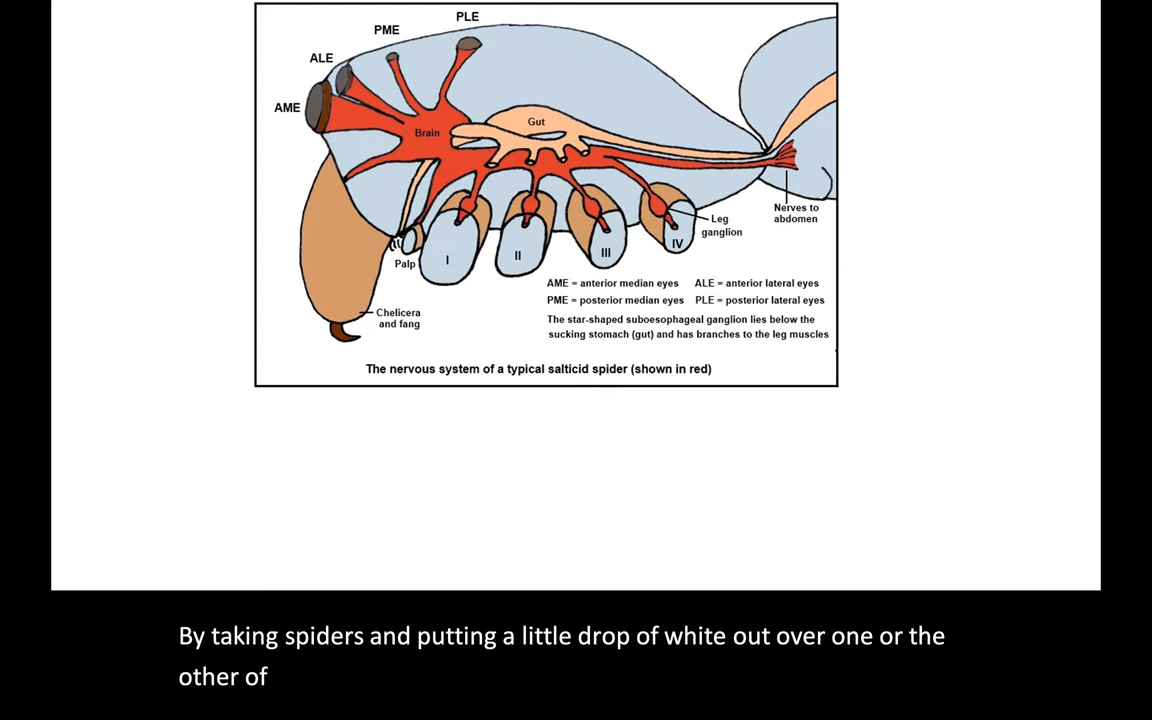 PLE
PME
ALE
AME
Brain
Gut
Nerves to
abdomen
Leg
ganglion
I
II
III
IV
Palp
Chelicera
and fang
AME = anterior median eyes ALE = anterior lateral eyes
PME = posterior median eyes PLE = posterior lateral eyes
The star-shaped suboesophageal ganglion lies below the
sucking stomach (gut) and has branches to the leg muscles
The nervous system of a typical salticid spider (shown in red)
By taking spiders and putting a little drop of white out over one or the
other of